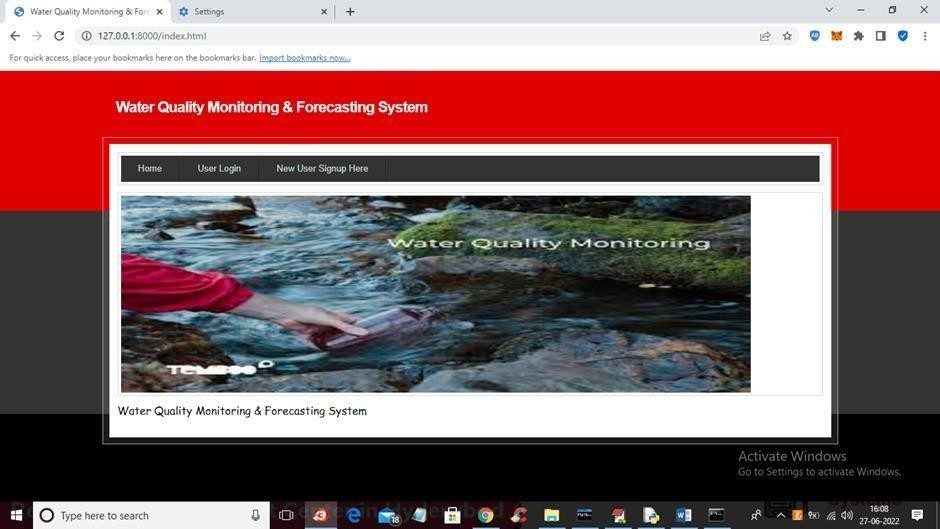 Water Quality Monitoring & Fore
Settings
127.0.0.1:8000/index.html
For quick access, place your bookmarks here on the bookmarks bar. Import bookmarks now...
Water Quality Monitoring & Forecasting System
Home User Login New User Signup Here
Water Quality Monitoring
Water Quality Monitoring & Forecasting System
Activate Windows
Go to Settings to activate Windows.
Type here to search
18
16:08
27-06-2022